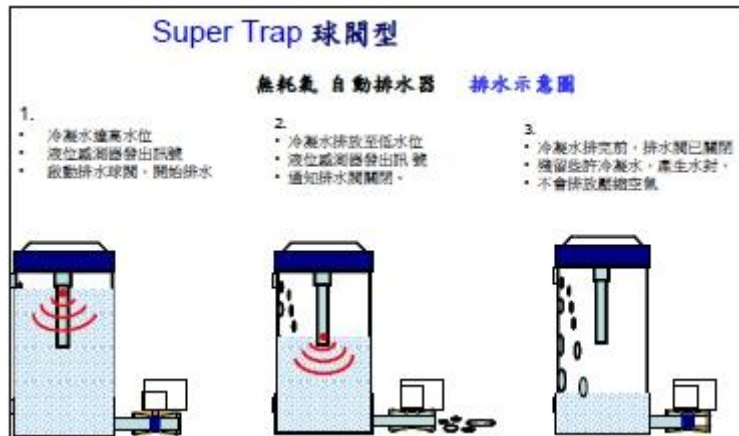 Super Trap 球閥型
無耗氣 自動排水器 排水示意圖
1.
• 冷凝水達高水位
• 液位感測器發出訊號
• 啟動排水球閥，開始排水
2.
• 冷凝水排放至低水位
• 液位感測器發出訊 號
• 通知排水閥關閉。
3.
• 冷凝水排完前，排水閥已關閉
• 殘留些許冷凝水，產生水封，
• 不會排放壓縮空氣